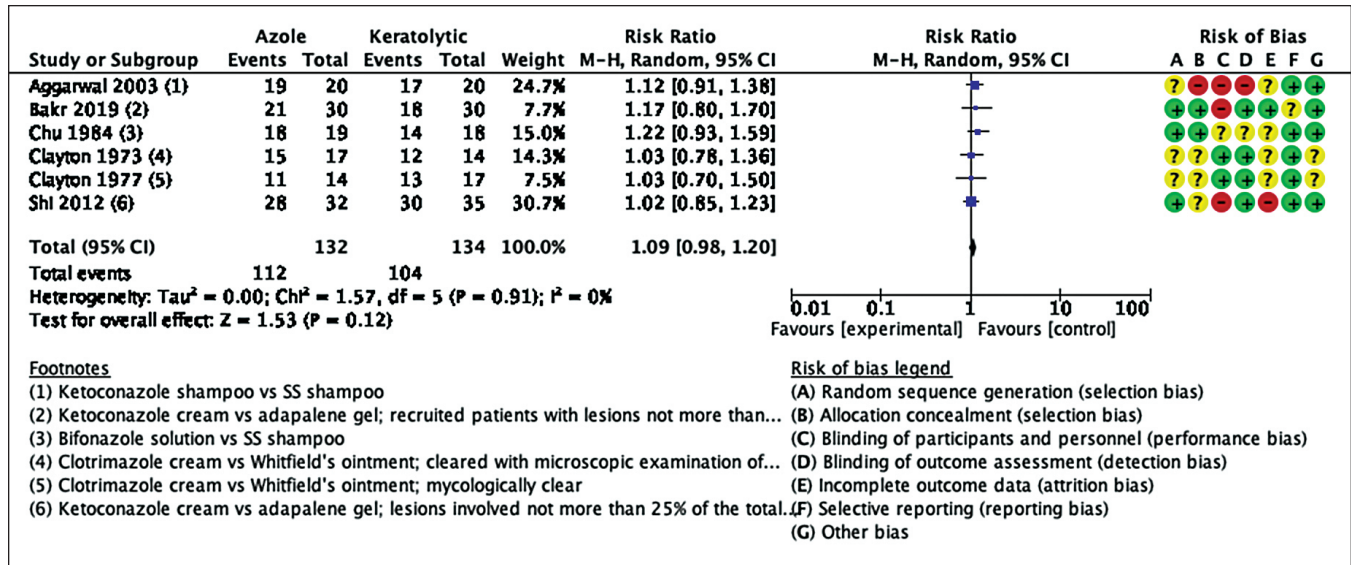 Azole Keratolytic Risk Ratio Risk Ratio Risk of Bias
Study or Subgroup Events Total Events Total Weight M-H, Random, 95% CI M-H, Random, 95% CI A B C D E F G
Aggarwal 2003 (1) 19 20 17 20 24.7% 1.12 [0.91, 1.38] ? - - - ? + +
Bakr 2019 (2) 21 30 18 30 7.7% 1.17 [0.80, 1.70] + + - + + ? +
Chu 1984 (3) 18 19 14 18 15.0% 1.22 [0.93, 1.59] + + ? ? ? + +
Clayton 1973 (4) 15 17 12 14 14.3% 1.03 [0.78, 1.36] ? ? + + ? + ?
Clayton 1977 (5) 11 14 13 17 7.5% 1.03 [0.70, 1.50] ? ? + + ? + ?
Shi 2012 (6) 28 32 30 35 30.7% 1.02 [0.85, 1.23] + ? - + - + +
Total (95% CI) 132 134 100.0% 1.09 [0.98, 1.20]
Total events 112 104
Heterogeneity: Tau² = 0.00; Chi² = 1.57, df = 5 (P = 0.91); I² = 0%
Test for overall effect: Z = 1.53 (P = 0.12)
0.01 0.1 1 10 100
Favours [experimental] Favours [control]
Footnotes
(1) Ketoconazole shampoo vs SS shampoo
(2) Ketoconazole cream vs adapalene gel; recruited patients with lesions not more than...
(3) Bifonazole solution vs SS shampoo
(4) Clotrimazole cream vs Whitfield's ointment; cleared with microscopic examination of...
(5) Clotrimazole cream vs Whitfield's ointment; mycologically clear
(6) Ketoconazole cream vs adapalene gel; lesions involved not more than 25% of the total...
Risk of bias legend
(A) Random sequence generation (selection bias)
(B) Allocation concealment (selection bias)
(C) Blinding of participants and personnel (performance bias)
(D) Blinding of outcome assessment (detection bias)
(E) Incomplete outcome data (attrition bias)
(F) Selective reporting (reporting bias)
(G) Other bias